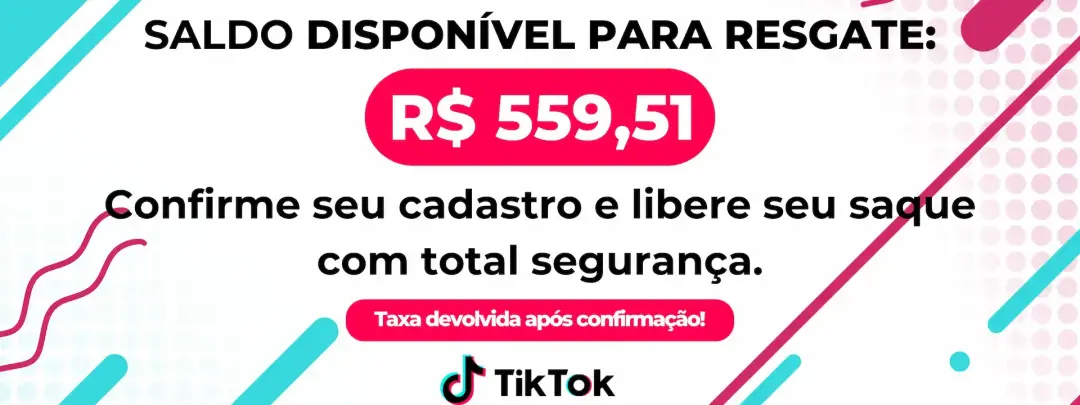 SALDO DISPONÍVEL PARA RESGATE:
R$ 559,51
Confirme seu cadastro e libere seu saque
com total segurança.
Taxa devolvida após confirmação!
TikTok